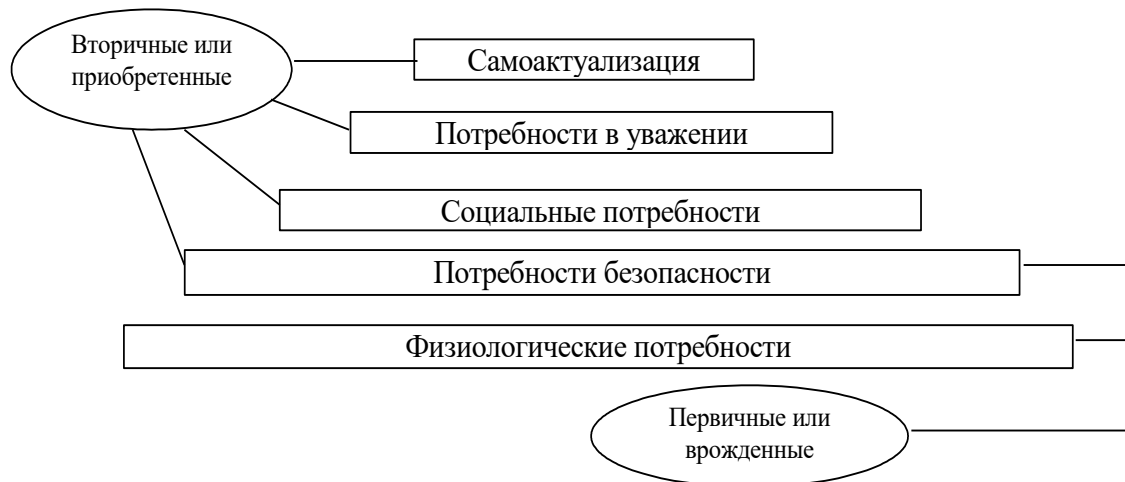 Вторичные или
приобретенные
Самоактуализация
Потребности в уважении
Социальные потребности
Потребности безопасности
Физиологические потребности
Первичные или
врожденные